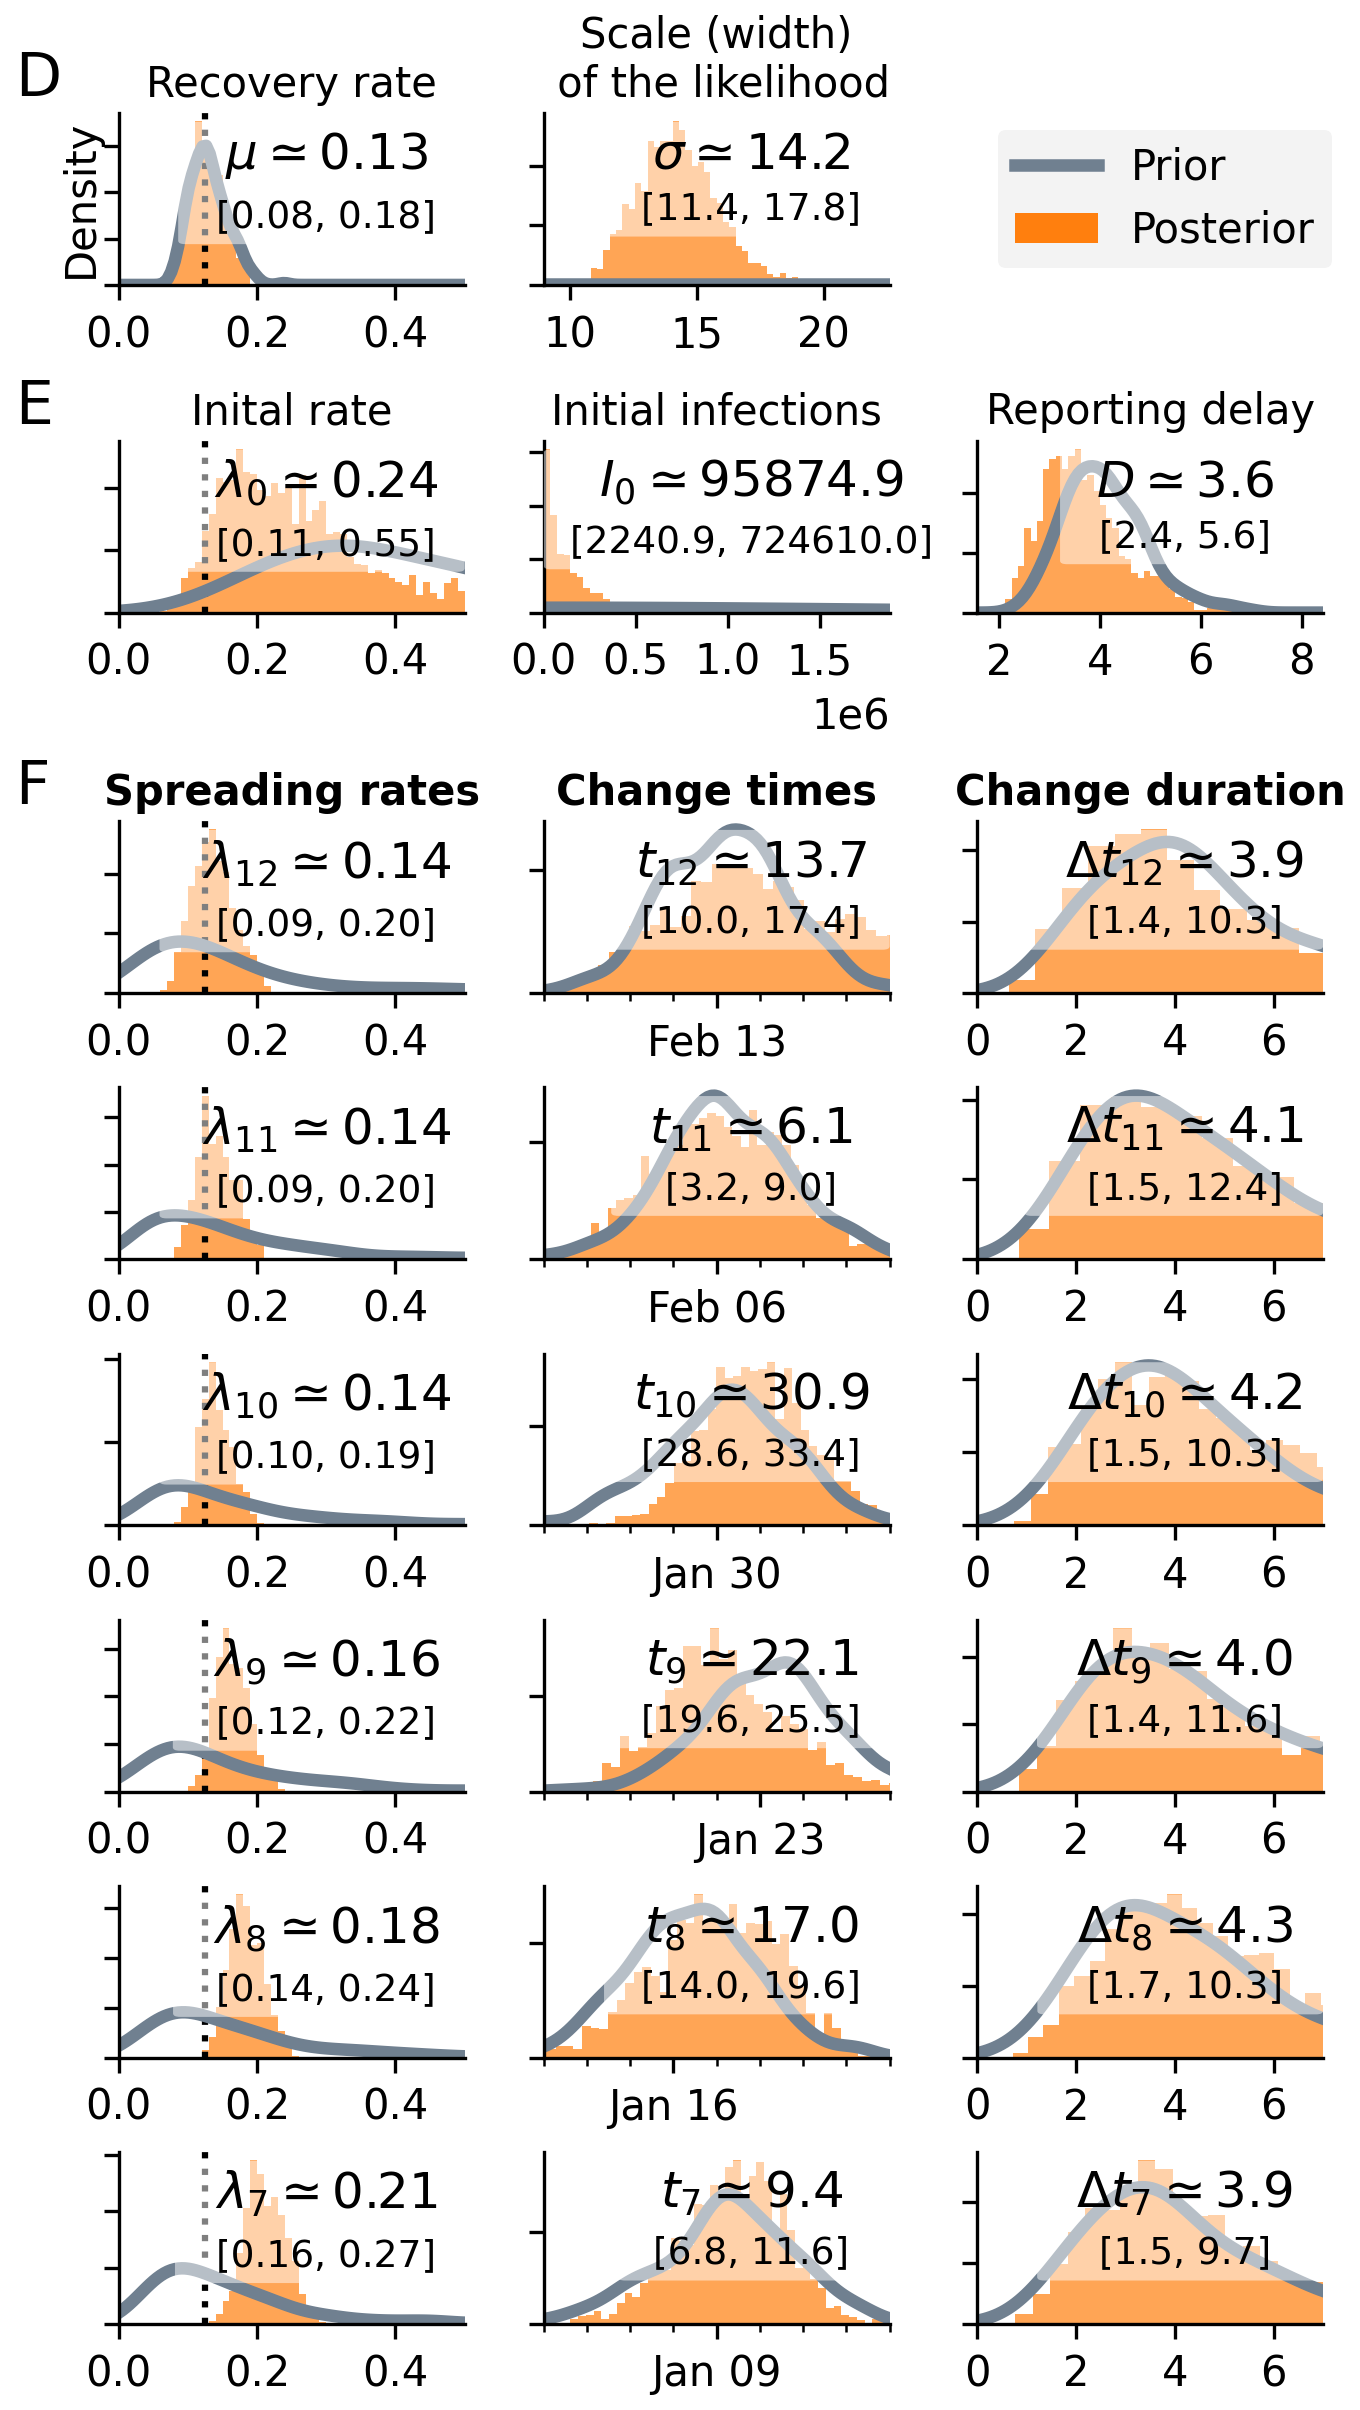 D
Recovery rate
Scale (width)
of the likelihood
Density
μ ≃ 0.13
[0.08, 0.18]
0.0 0.2 0.4
σ ≃ 14.2
[11.4, 17.8]
10 15 20
Prior
Posterior
E
Inital rate
λ0 ≃ 0.24
[0.11, 0.55]
0.0 0.2 0.4
Initial infections
I0 ≃ 95874.9
[2240.9, 724610.0]
0.0 0.5 1.0 1.5
1e6
Reporting delay
D ≃ 3.6
[2.4, 5.6]
2 4 6 8
F
Spreading rates
Change times
Change duration
λ12 ≃ 0.14
[0.09, 0.20]
0.0 0.2 0.4
t12 ≃ 13.7
[10.0, 17.4]
Feb 13
Δt12 ≃ 3.9
[1.4, 10.3]
0 2 4 6
λ11 ≃ 0.14
[0.09, 0.20]
0.0 0.2 0.4
t11 ≃ 6.1
[3.2, 9.0]
Feb 06
Δt11 ≃ 4.1
[1.5, 12.4]
0 2 4 6
λ10 ≃ 0.14
[0.10, 0.19]
0.0 0.2 0.4
t10 ≃ 30.9
[28.6, 33.4]
Jan 30
Δt10 ≃ 4.2
[1.5, 10.3]
0 2 4 6
λ9 ≃ 0.16
[0.12, 0.22]
0.0 0.2 0.4
t9 ≃ 22.1
[19.6, 25.5]
Jan 23
Δt9 ≃ 4.0
[1.4, 11.6]
0 2 4 6
λ8 ≃ 0.18
[0.14, 0.24]
0.0 0.2 0.4
t8 ≃ 17.0
[14.0, 19.6]
Jan 16
Δt8 ≃ 4.3
[1.7, 10.3]
0 2 4 6
λ7 ≃ 0.21
[0.16, 0.27]
0.0 0.2 0.4
t7 ≃ 9.4
[6.8, 11.6]
Jan 09
Δt7 ≃ 3.9
[1.5, 9.7]
0 2 4 6